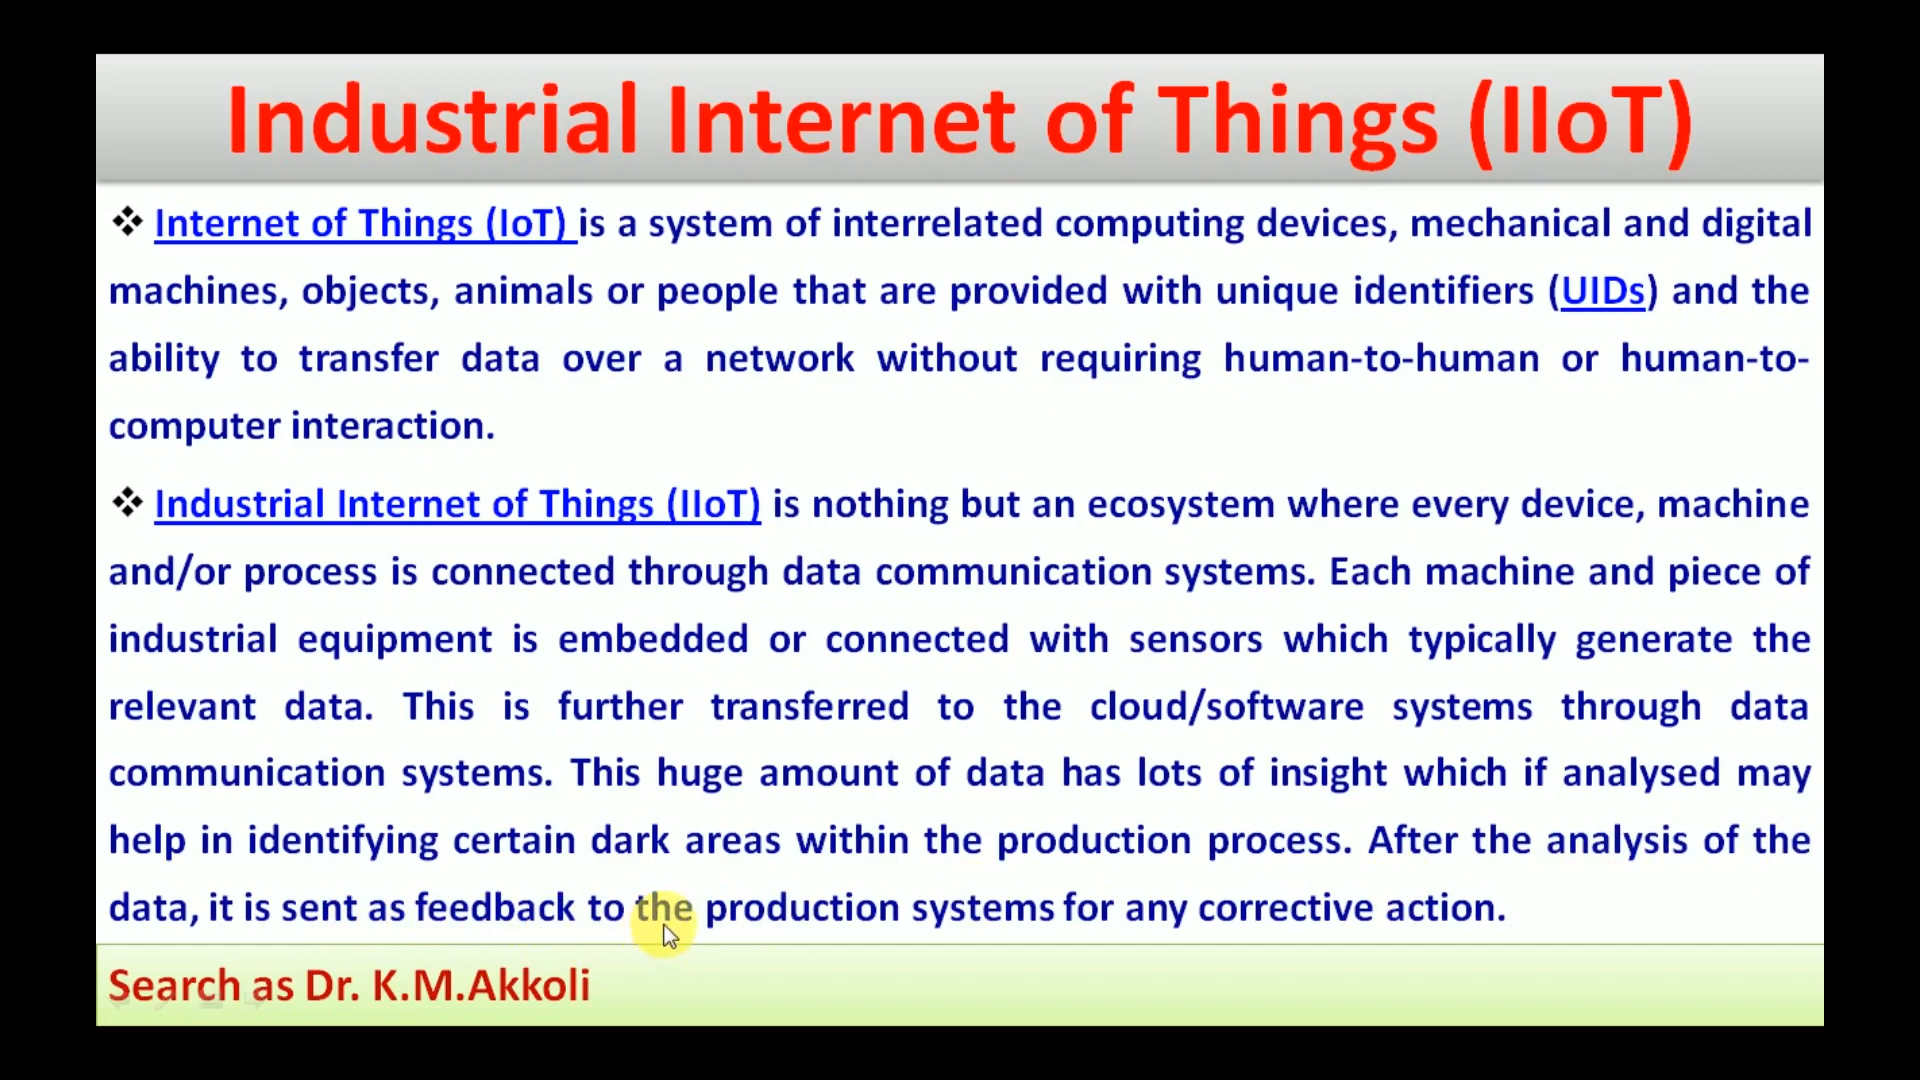 Industrial Internet of Things (IIoT)
❖ Internet of Things (IoT) is a system of interrelated computing devices, mechanical and digital
machines, objects, animals or people that are provided with unique identifiers (UIDs) and the
ability to transfer data over a network without requiring human-to-human or human-to-
computer interaction.
❖ Industrial Internet of Things (IIoT) is nothing but an ecosystem where every device, machine
and/or process is connected through data communication systems. Each machine and piece of
industrial equipment is embedded or connected with sensors which typically generate the
relevant data. This is further transferred to the cloud/software systems through data
communication systems. This huge amount of data has lots of insight which if analysed may
help in identifying certain dark areas within the production process. After the analysis of the
data, it is sent as feedback to the production systems for any corrective action.
Search as Dr. K.M.Akkoli